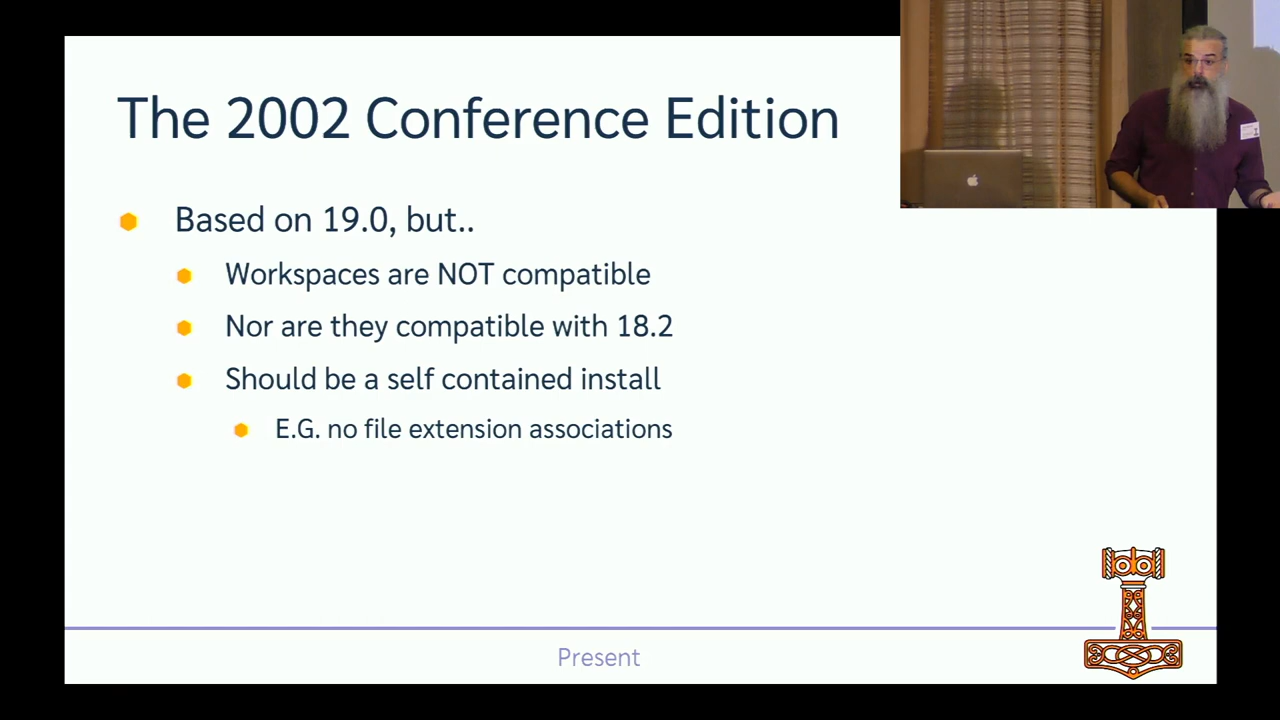 The 2002 Conference Edition
Based on 19.0, but..
Workspaces are NOT compatible
Nor are they compatible with 18.2
Should be a self contained install
E.G. no file extension associations
Present